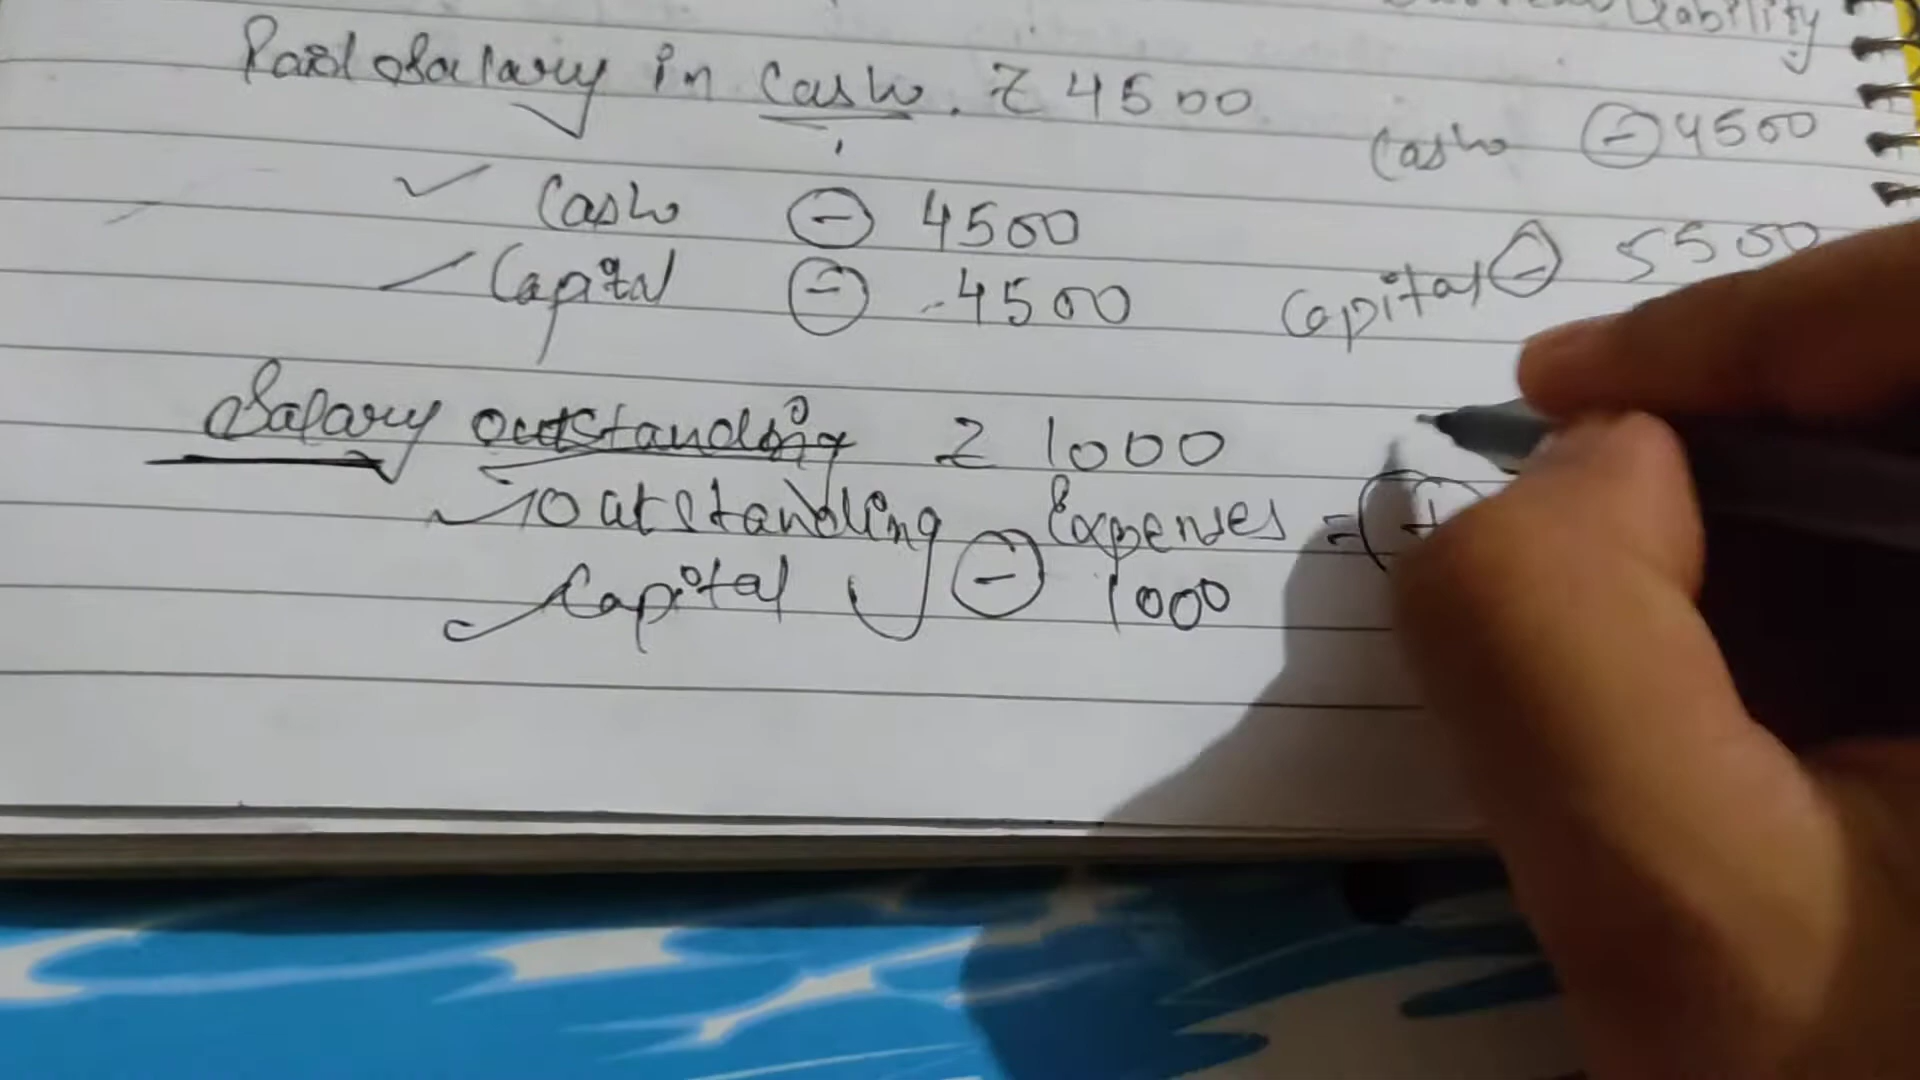 Liability
Paid Salary in Cash. ₹ 4500
Cash ⊖ 4500
Cash ⊖ 4500
Capital ⊖ 5500
Capital ⊖ 4500
Salary outstanding ₹ 1000
Outstanding Expenses = +
Capital ⊖ 1000